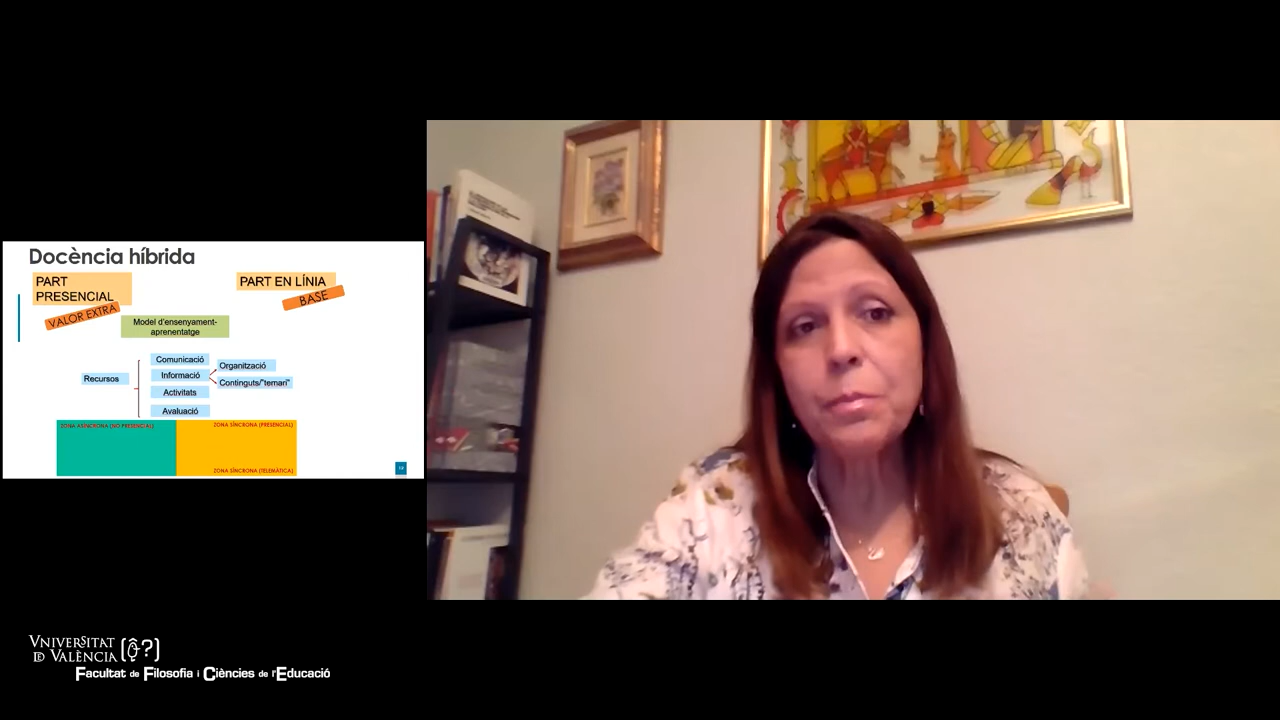 Docència híbrida
PART
PRESENCIAL
VALOR EXTRA
PART EN LÍNIA
BASE
Model d'ensenyament-
aprenentatge
Recursos
Comunicació
Informació
Activitats
Avaluació
Organització
Continguts/"temari"
ZONA ASÍNCRONA (NO PRESENCIAL)
ZONA SÍNCRONA (PRESENCIAL)
ZONA SÍNCRONA (TELEMÀTICA)
VNIVERSITAT
DE VALÈNCIA
Facultat de Filosofia i Ciències de l'Educació